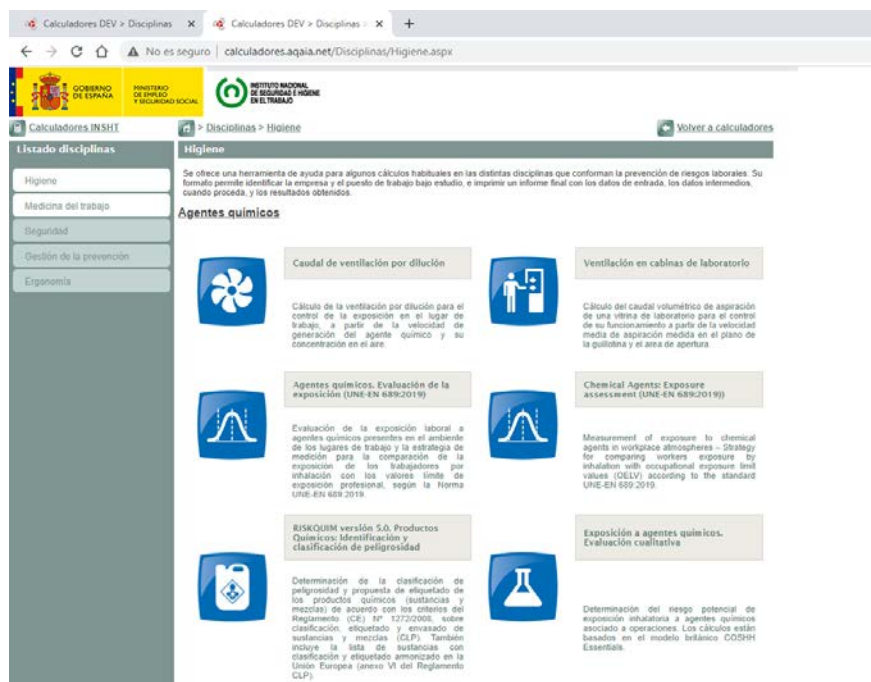 Calculadores DEV > Disciplinas
Calculadores DEV > Disciplinas >
No es seguro | calculadores.aqaia.net/Disciplinas/Higiene.aspx
GOBIERNO DE ESPAÑA
MINISTERIO DE EMPLEO Y SEGURIDAD SOCIAL
INSTITUTO NACIONAL DE SEGURIDAD E HIGIENE EN EL TRABAJO
Calculadores INSHT
> Disciplinas > Higiene
Volver a calculadores
Listado disciplinas
Higiene
Medicina del trabajo
Seguridad
Gestión de la prevención
Ergonomía
Higiene
Se ofrece una herramienta de ayuda para algunos cálculos habituales en las distintas disciplinas que conforman la prevención de riesgos laborales. Su
formato permite identificar la empresa y el puesto de trabajo bajo estudio, e imprimir un informe final con los datos de entrada, los datos intermedios,
cuando proceda, y los resultados obtenidos.
Agentes químicos
Caudal de ventilación por dilución
Cálculo de la ventilación por dilución para el
control de la exposición en el lugar de
trabajo, a partir de la velocidad de
generación del agente químico y su
concentración en el aire.
Ventilación en cabinas de laboratorio
Cálculo del caudal volumétrico de aspiración
de una vitrina de laboratorio para el control
de su funcionamiento a partir de la velocidad
media de aspiración medida en el plano de
la guillotina y el area de apertura.
Agentes químicos. Evaluación de la
exposición (UNE-EN 689:2019)
Evaluación de la exposición laboral a
agentes químicos presentes en el ambiente
de los lugares de trabajo y la estrategia de
medición para la comparación de la
exposición de los trabajadores por
inhalación con los valores límite de
exposición profesional, según la Norma
UNE-EN 689:2019.
Chemical Agents: Exposure
assessment (UNE-EN 689:2019))
Measurement of exposure to chemical
agents in workplace atmospheres – Strategy
for comparing workers exposure by
inhalation with occupational exposure limit
values (OELV) according to the standard
UNE-EN 689:2019.
RISKQUIM versión 5.0. Productos
Químicos: Identificación y
clasificación de peligrosidad
Determinación de la clasificación de
peligrosidad y propuesta de etiquetado de
los productos químicos (sustancias y
mezclas) de acuerdo con los criterios del
Reglamento (CE) Nº 1272/2008, sobre
clasificación, etiquetado y envasado de
sustancias y mezclas (CLP). También
incluye la lista de sustancias con
clasificación y etiquetado armonizado en la
Unión Europea (anexo VI del Reglamento
CLP).
Exposición a agentes químicos.
Evaluación cualitativa
Determinación del riesgo potencial de
exposición inhalatoria a agentes químicos
asociado a operaciones. Los cálculos están
basados en el modelo británico COSHH
Essentials.